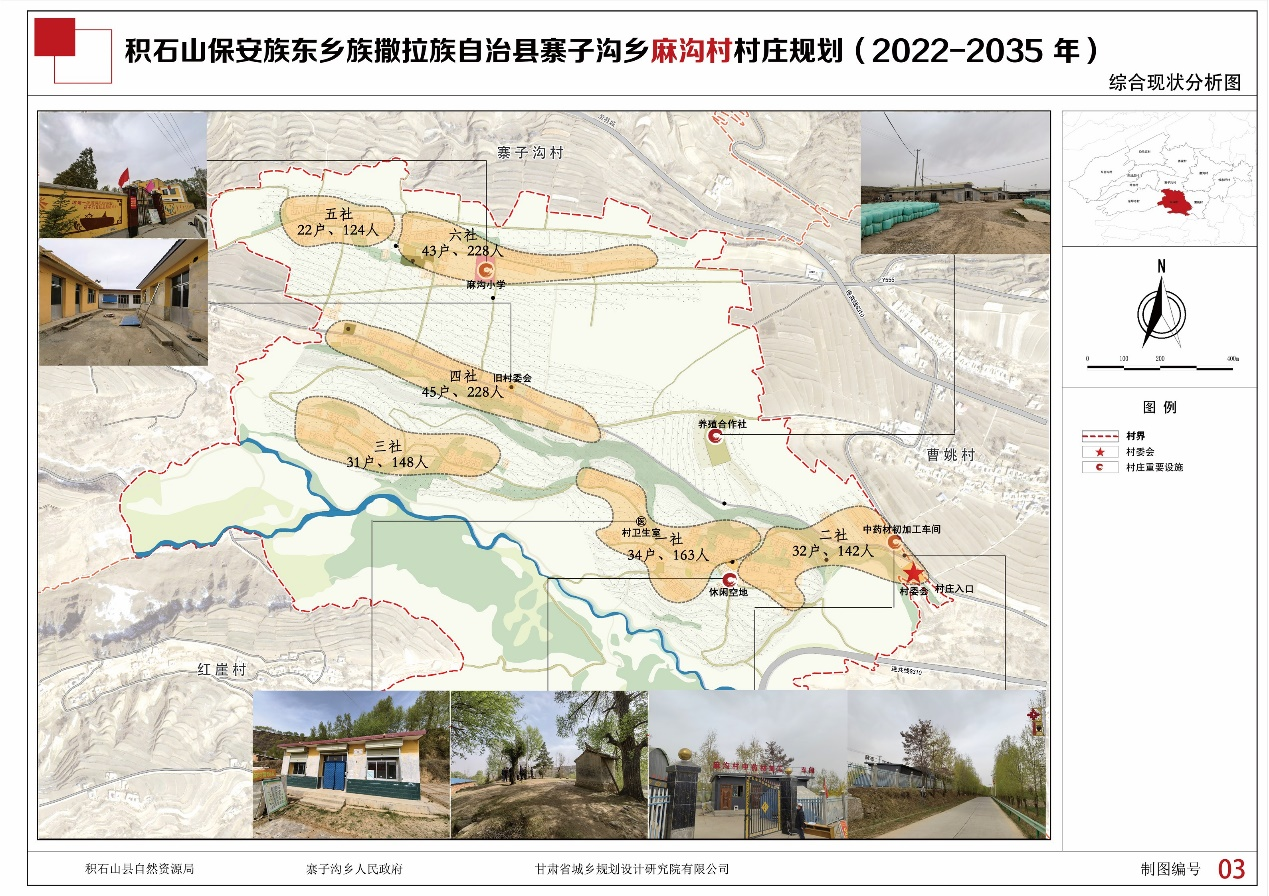 积石山保安族东乡族撒拉族自治县寨子沟乡麻沟村村庄规划（2022-2035 年）
综合现状分析图
寨子沟村
五社
22户、124人
六社
43户、228人
麻沟小学
四社
旧村委会
45户、228人
三社
31户、148人
养殖合作社
曹姚村
村卫生室
一社
34户、163人
二社
32户、142人
中药材初加工车间
休闲空地
村委会
村庄入口
红崖村
N
0 100 200 400m
图 例
村界
村委会
村庄重要设施
积石山县自然资源局
寨子沟乡人民政府
甘肃省城乡规划设计研究院有限公司
制图编号 03